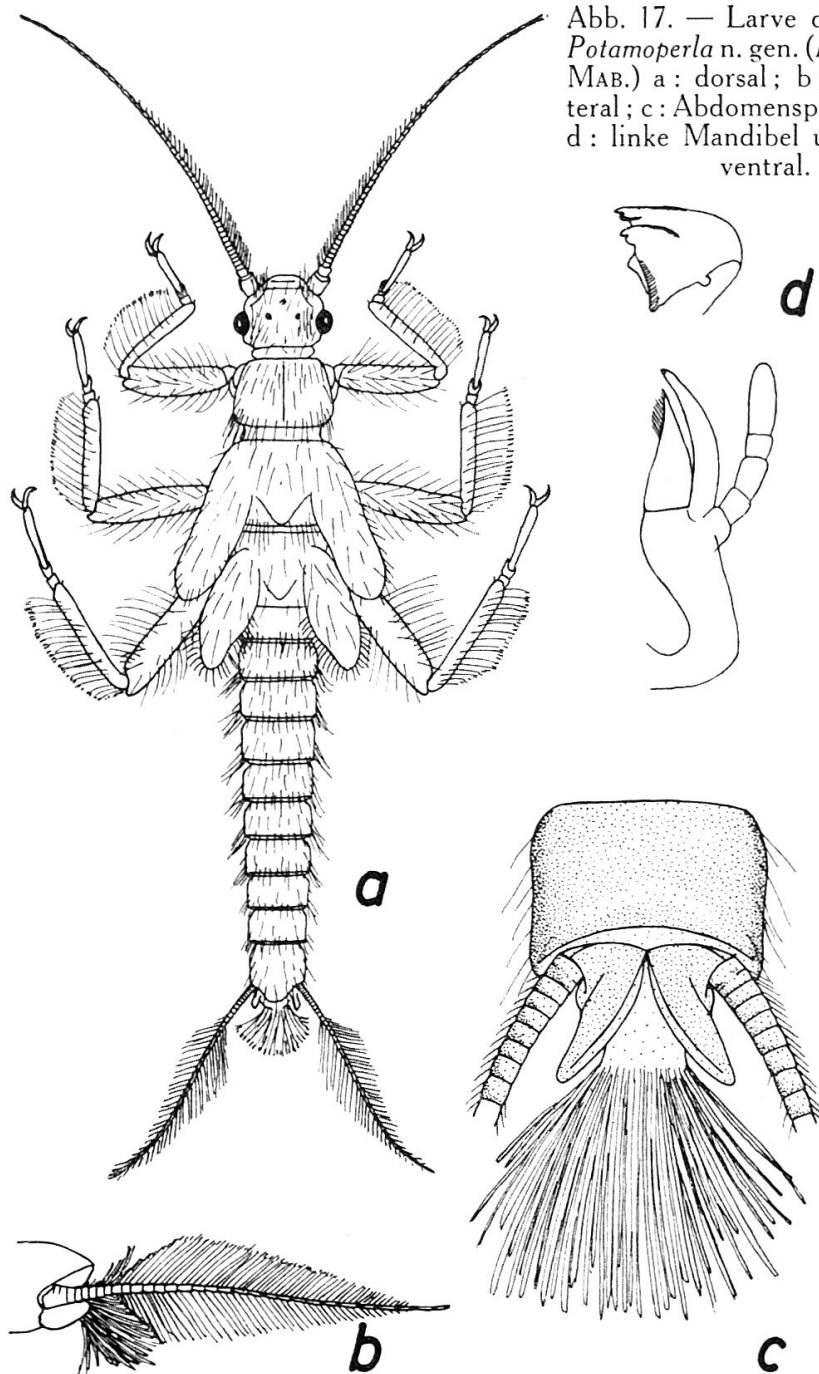 Abb. 17. — Larve
Potamoperla n. gen.
MAB.) a : dorsal ; b
teral ; c : Abdomensp
d : linke Mandibel u
ventral.
d
a
b
c